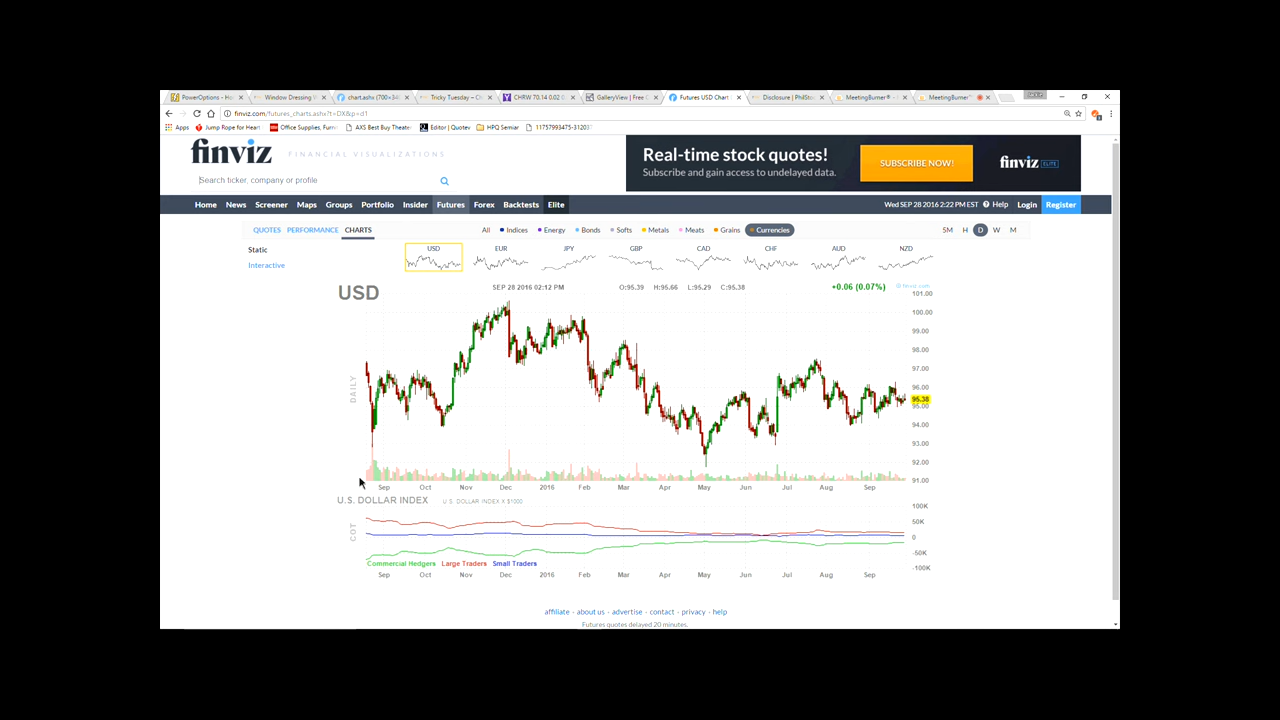 PowerOptions - Ho
Window Dressing
chart.ashx (700×34
Tricky Tuesday – C
CHRW 70.14 0.02 0
GalleryView | Free C
Futures USD Chart
Disclosure | PhilSto
MeetingBurner®
MeetingBurner
finviz.com/futures_charts.ashx?t=DX&p=d1
Apps
Jump Rope for Heart
Office Supplies, Furn
AXS Best Buy Theater
Editor | Quotev
HPQ Semiar
finviz
FINANCIAL VISUALIZATIONS
Real-time stock quotes!
Subscribe and gain access to undelayed data.
SUBSCRIBE NOW!
finviz ELITE
Search ticker, company or profile
Home News Screener Maps Groups Insider Portfolio Futures Forex Backtests Elite
Wed SEP 28 2016 2:22 PM EST Help Login Register
QUOTES PERFORMANCE CHARTS
All Indices Energy Bonds Softs Metals Meats Grains Currencies
5M H D W M
Static
Interactive
USD EUR JPY GBP CAD CHF AUD NZD
USD
SEP 28 2016 02:12 PM O:95.39 H:95.66 L:95.29 C:95.38 +0.06 (0.07%)
© finviz.com
101.00
100.00
99.00
98.00
97.00
96.00
95.38
95.00
94.00
93.00
92.00
91.00
DAILY
Sep Oct Nov Dec 2016 Feb Mar Apr May Jun Jul Aug Sep
U.S. DOLLAR INDEX U.S. DOLLAR INDEX X $1000
100K
50K
0
-50K
-100K
COT
Commercial Hedgers Large Traders Small Traders
Sep Oct Nov Dec 2016 Feb Mar Apr May Jun Jul Aug Sep
affiliate · about us · advertise · contact · privacy · help
Futures quotes delayed 20 minutes.